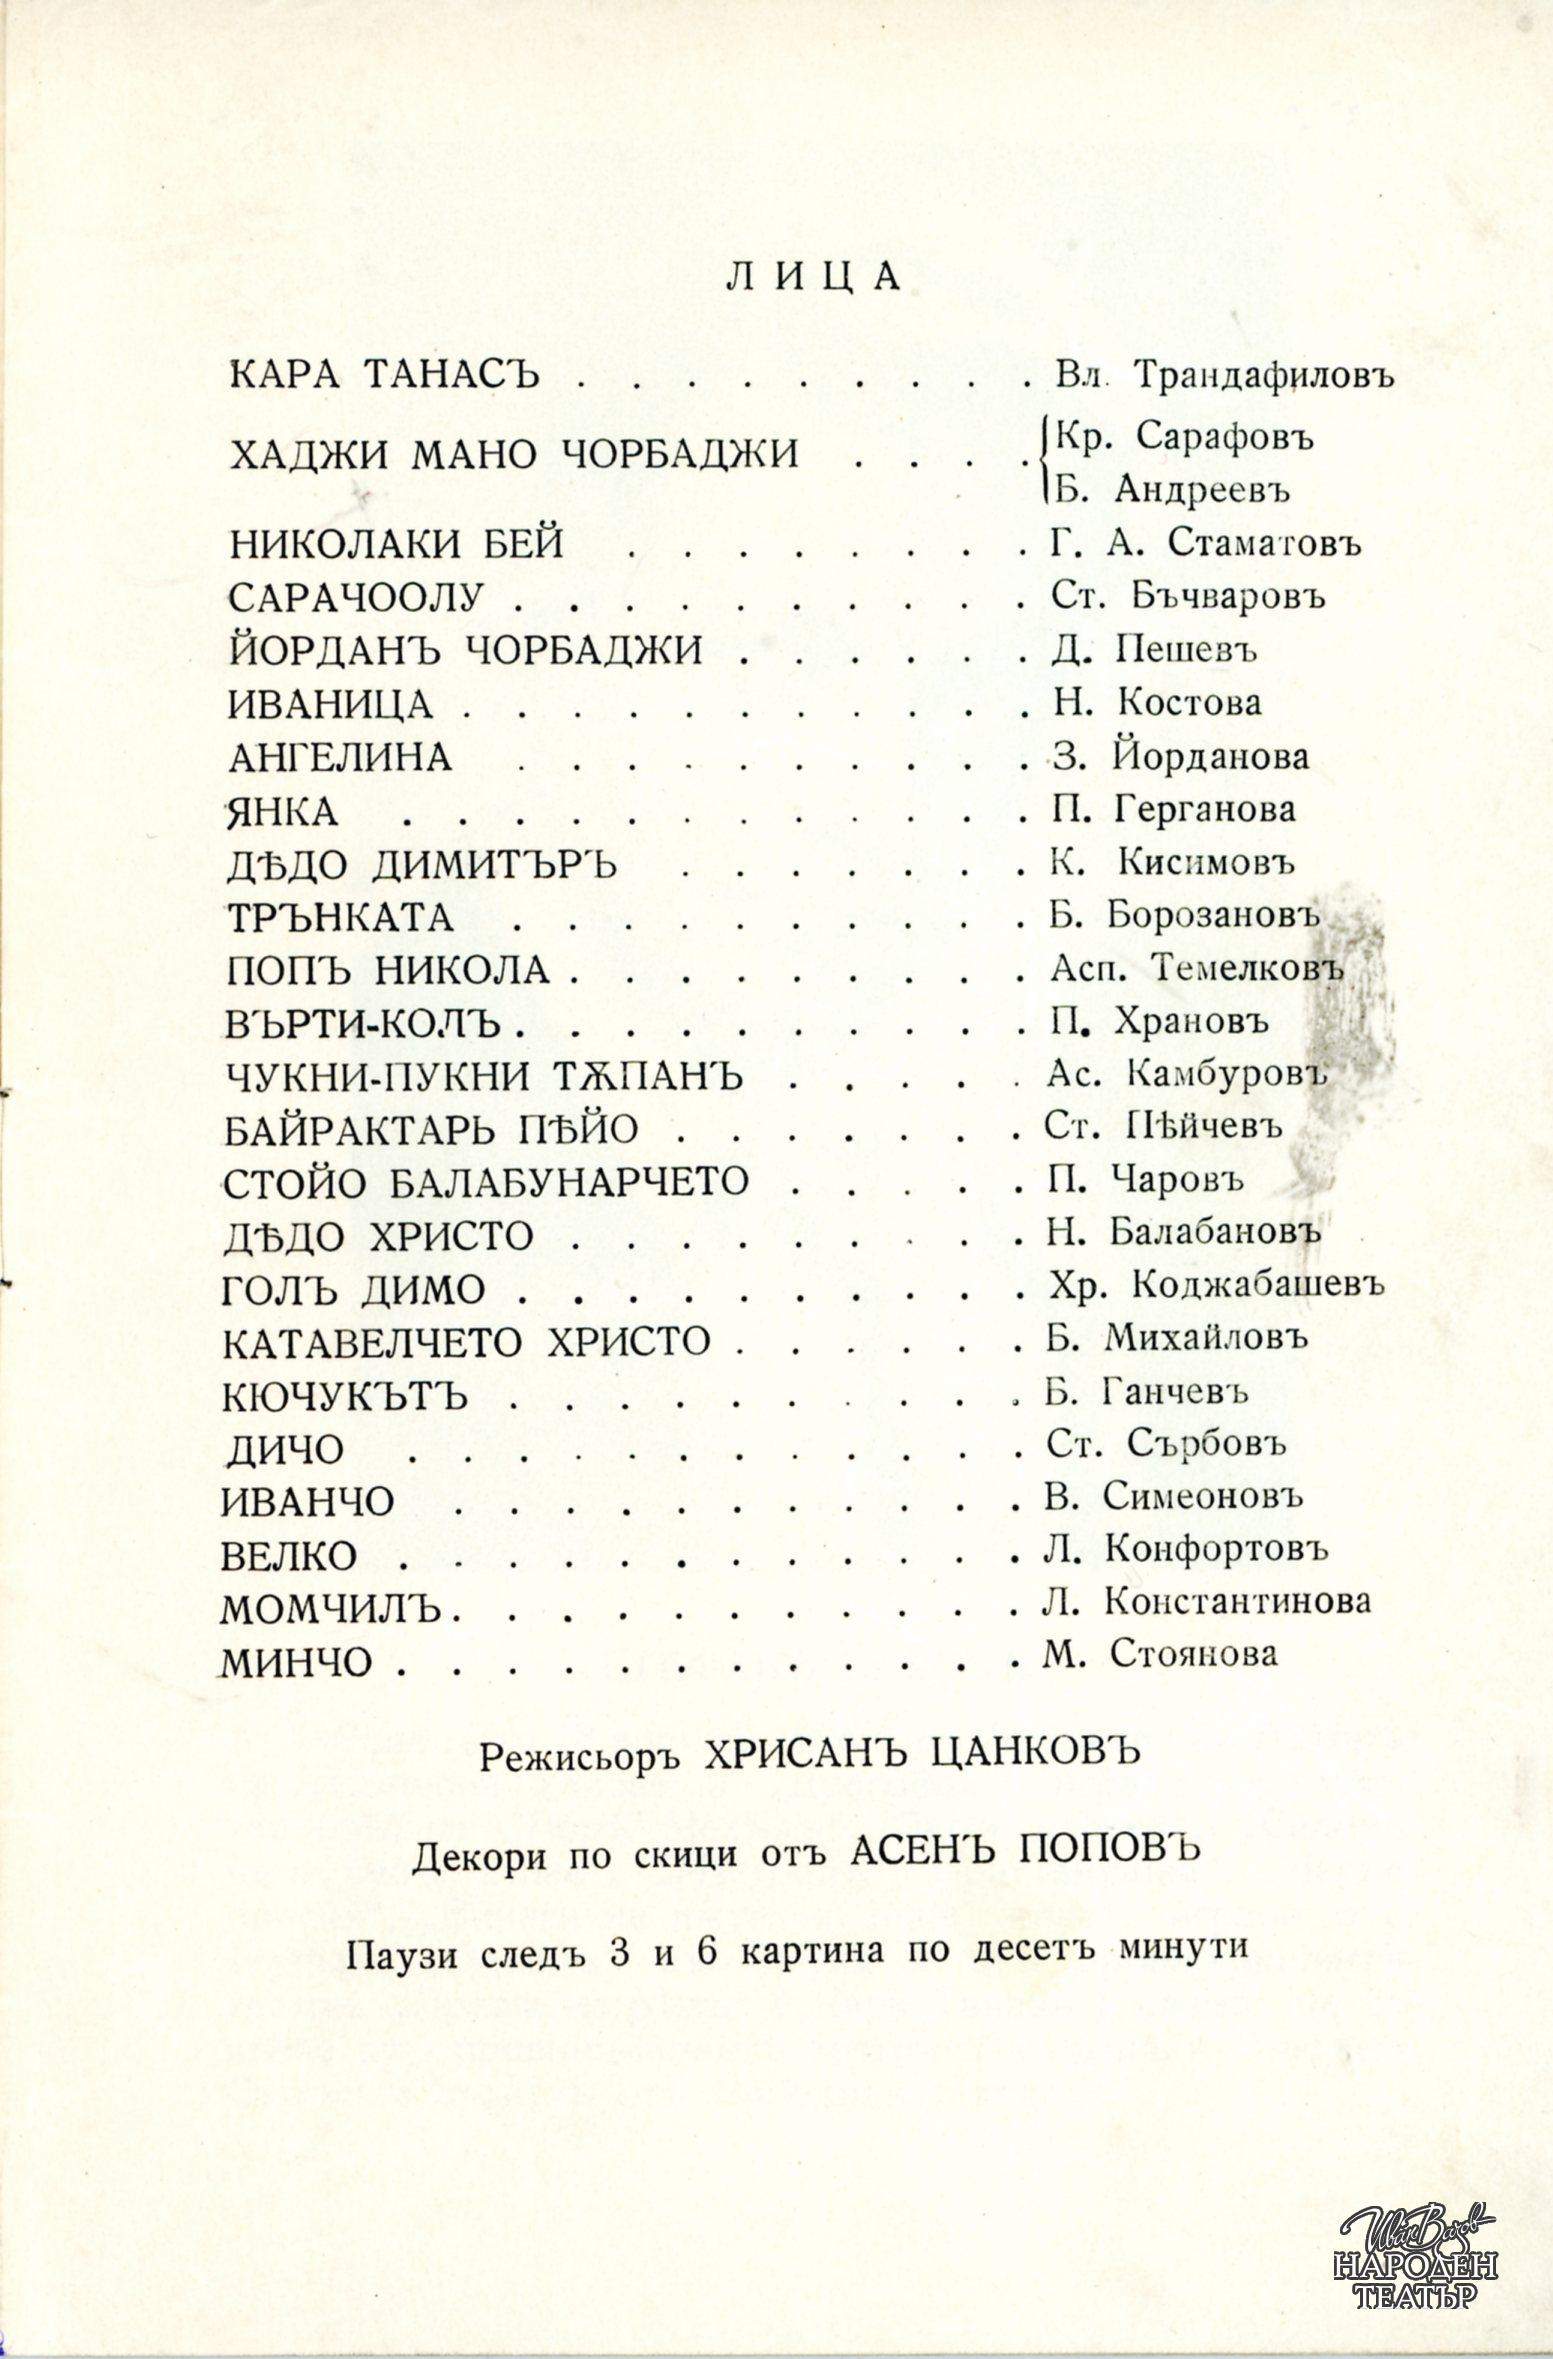 ЛИЦА
КАРА ТАНАСЪ . . . . . . . . . Вл. Трандафиловъ
ХАДЖИ МАНО ЧОРБАДЖИ . . . . Кр. Сарафовъ
Б. Андреевъ
НИКОЛАКИ БЕЙ . . . . . . . . Г. А. Стаматовъ
САРАЧООЛУ . . . . . . . . . . Ст. Бъчваровъ
ЙОРДАНЪ ЧОРБАДЖИ . . . . . . Д. Пешевъ
ИВАНИЦА . . . . . . . . . . . Н. Костова
АНГЕЛИНА . . . . . . . . . . З. Йорданова
ЯНКА . . . . . . . . . . . . П. Герганова
ДѢДО ДИМИТЪРЪ . . . . . . . К. Кисимовъ
ТРЪНКАТА . . . . . . . . . . Б. Борозановъ
ПОПЪ НИКОЛА . . . . . . . . . Асп. Темелковъ
ВЪРТИ-КОЛЪ . . . . . . . . . . П. Храновъ
ЧУКНИ-ПУКНИ ТѪПАНЪ . . . . . Ас. Камбуровъ
БАЙРАКТАРЬ ПѢЙО . . . . . . . Ст. Пѣйчевъ
СТОЙО БАЛАБУНАРЧЕТО . . . . . П. Чаровъ
ДѢДО ХРИСТО . . . . . . . . . Н. Балабановъ
ГОЛЪ ДИМО . . . . . . . . . . Хр. Коджабашевъ
КАТАВЕЛЧЕТО ХРИСТО . . . . . . Б. Михайловъ
КЮЧУКЪТЪ . . . . . . . . . . Б. Ганчевъ
ДИЧО . . . . . . . . . . . . Ст. Сърбовъ
ИВАНЧО . . . . . . . . . . . В. Симеоновъ
ВЕЛКО . . . . . . . . . . . . Л. Конфортовъ
МОМЧИЛЪ . . . . . . . . . . . Л. Константинова
МИНЧО . . . . . . . . . . . . М. Стоянова
Режисьоръ ХРИСАНЪ ЦАНКОВЪ
Декори по скици отъ АСЕНЪ ПОПОВЪ
Паузи следъ 3 и 6 картина по десетъ минути
Иван Вазов
НАРОДЕН
ТЕАТЪР